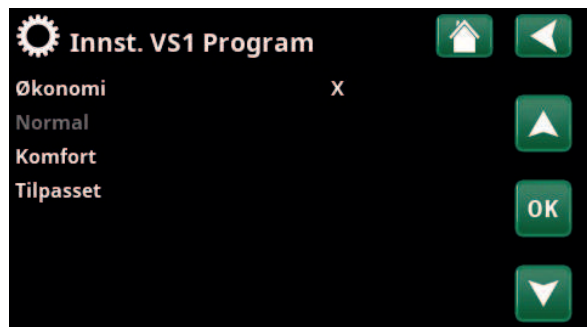 Innst. VS1 Program
Økonomi X
Normal
Komfort
Tilpasset
OK